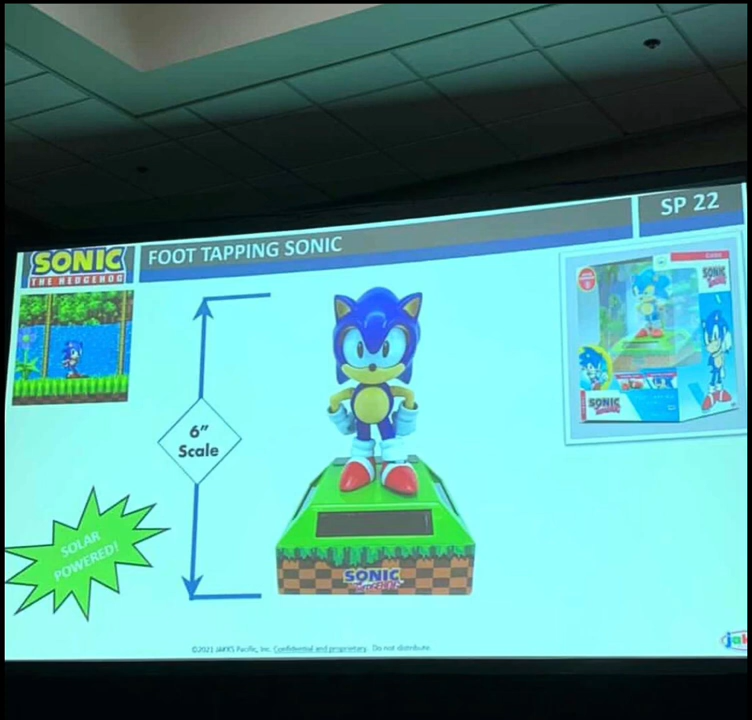 SONIC
THE HEDGEHOG
FOOT TAPPING SONIC
SP 22
SONIC
6"
Scale
SONIC
SOLAR
POWERED!
SONIC
©2021 JAKKS Pacific, Inc. Confidential and proprietary. Do not distribute
jak